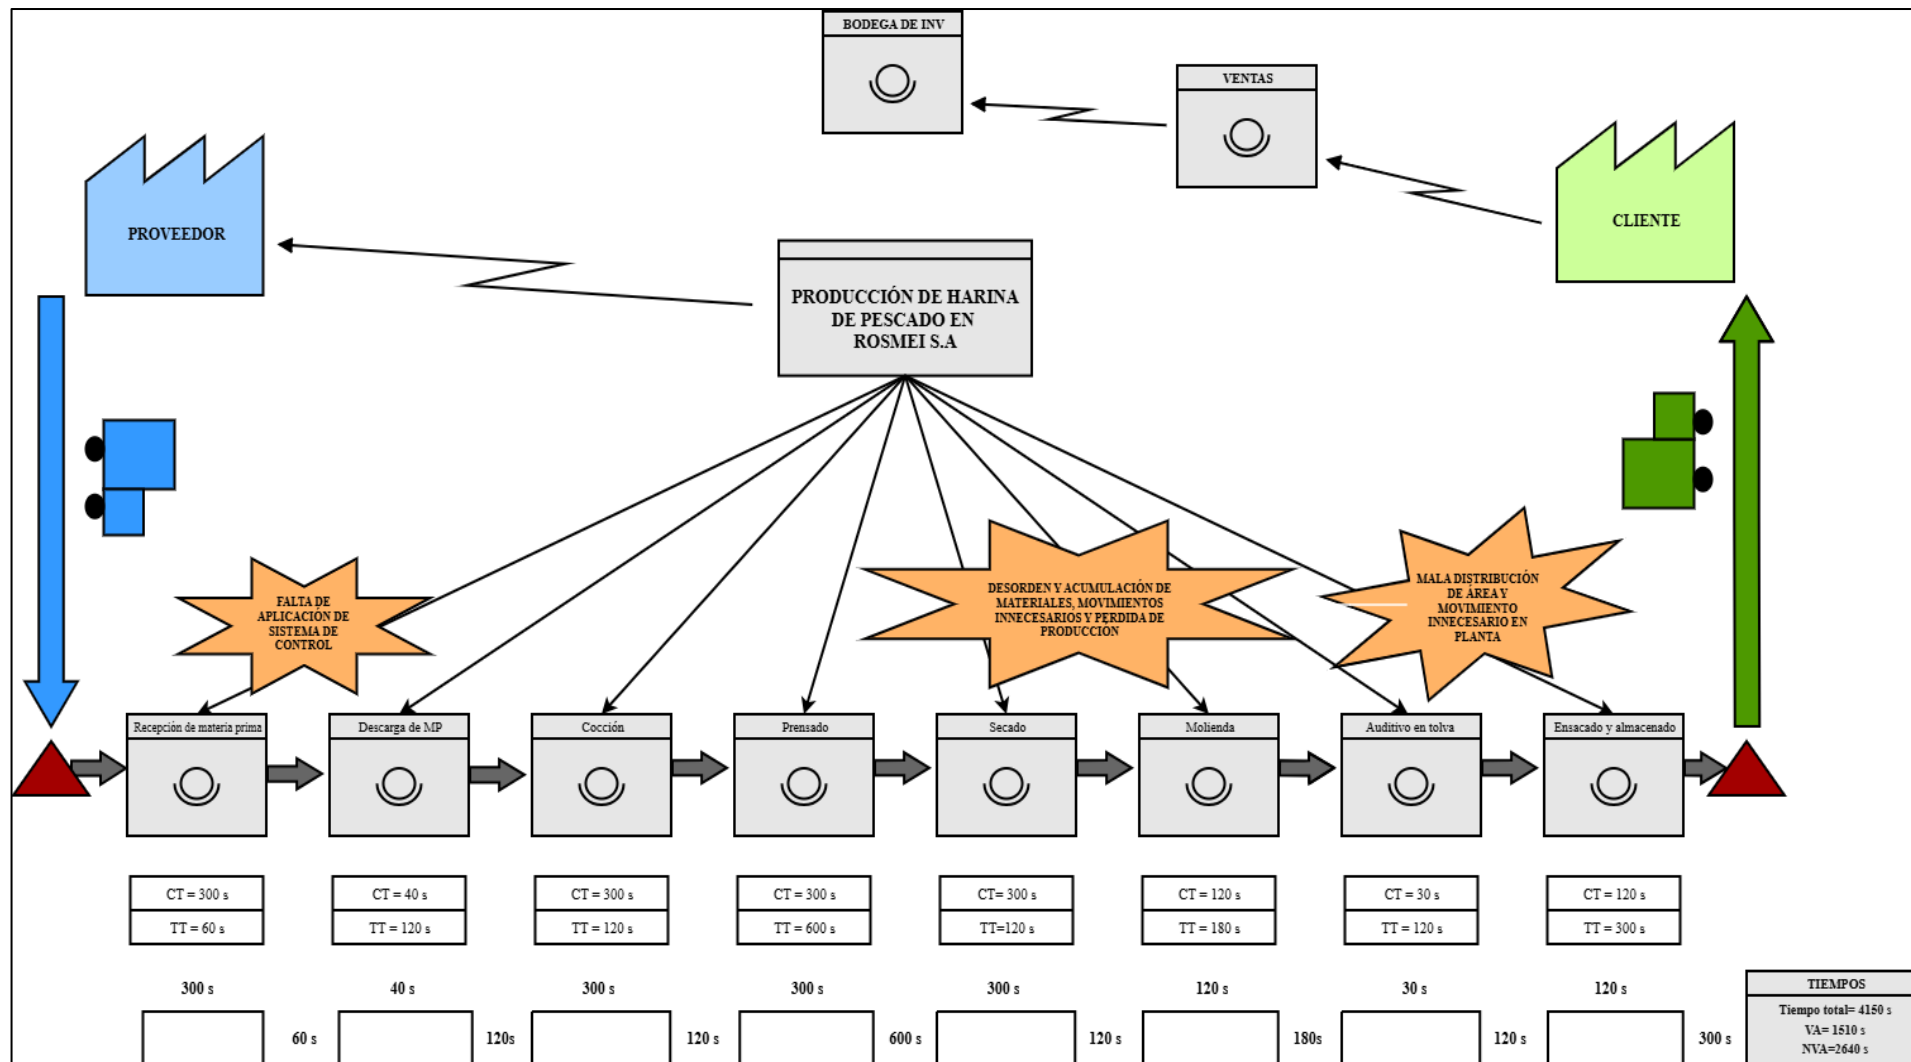 BODEGA DE INV
VENTAS
PROVEEDOR
CLIENTE
PRODUCCIÓN DE HARINA
DE PESCADO EN
ROSMEI S.A
FALTA DE
APLICACIÓN DE
SISTEMA DE
CONTROL
DESORDEN Y ACUMULACIÓN DE
MATERIALES, MOVIMIENTOS
INNECESARIOS Y PERDIDA DE
PRODUCCION
MALA DISTRIBUCIÓN
DE ÁREA Y
MOVIMIENTO
INNECESARIO EN
PLANTA
Recepción de materia prima
Descarga de MP
Cocción
Prensado
Secado
Molienda
Auditivo en tolva
Ensacado y almacenado
CT = 300 s
TT = 60 s
CT = 40 s
TT = 120 s
CT = 300 s
TT = 120 s
CT = 300 s
TT = 600 s
CT= 300 s
TT=120 s
CT = 120 s
TT = 180 s
CT = 30 s
TT = 120 s
CT = 120 s
TT = 300 s
300 s
40 s
300 s
300 s
300 s
120 s
30 s
120 s
60 s
120s
120 s
600 s
120 s
180s
120 s
300 s
TIEMPOS
Tiempo total= 4150 s
VA= 1510 s
NVA=2640 s